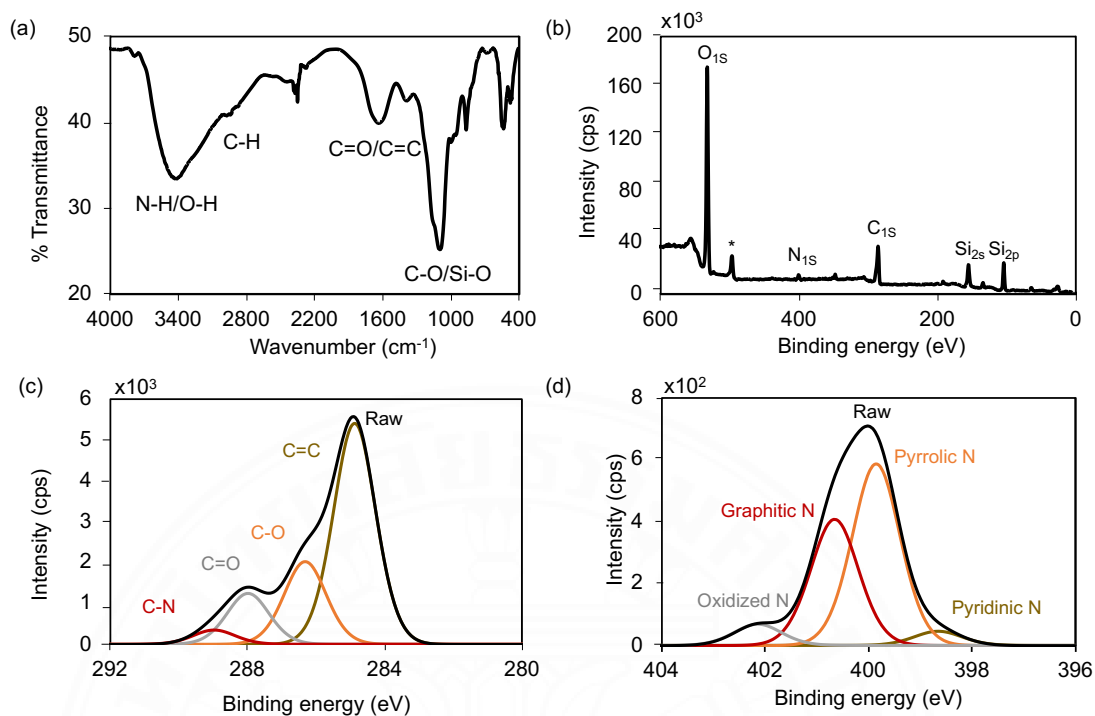 (a)
50
40
30
20
% Transmittance
N-H/O-H
C-H
C=O/C=C
C-O/Si-O
4000 3400 2800 2200 1600 1000 400
Wavenumber (cm⁻¹)
(b)
x10³
200
160
120
80
40
0
Intensity (cps)
O₁S
*
N₁S
C₁S
Si₂s
Si₂p
600 400 200 0
Binding energy (eV)
(c)
x10³
6
5
4
3
2
1
0
Intensity (cps)
Raw
C=C
C-O
C=O
C-N
292 288 284 280
Binding energy (eV)
(d)
x10²
8
6
4
2
0
Intensity (cps)
Raw
Pyrrolic N
Graphitic N
Oxidized N
Pyridinic N
404 402 400 398 396
Binding energy (eV)